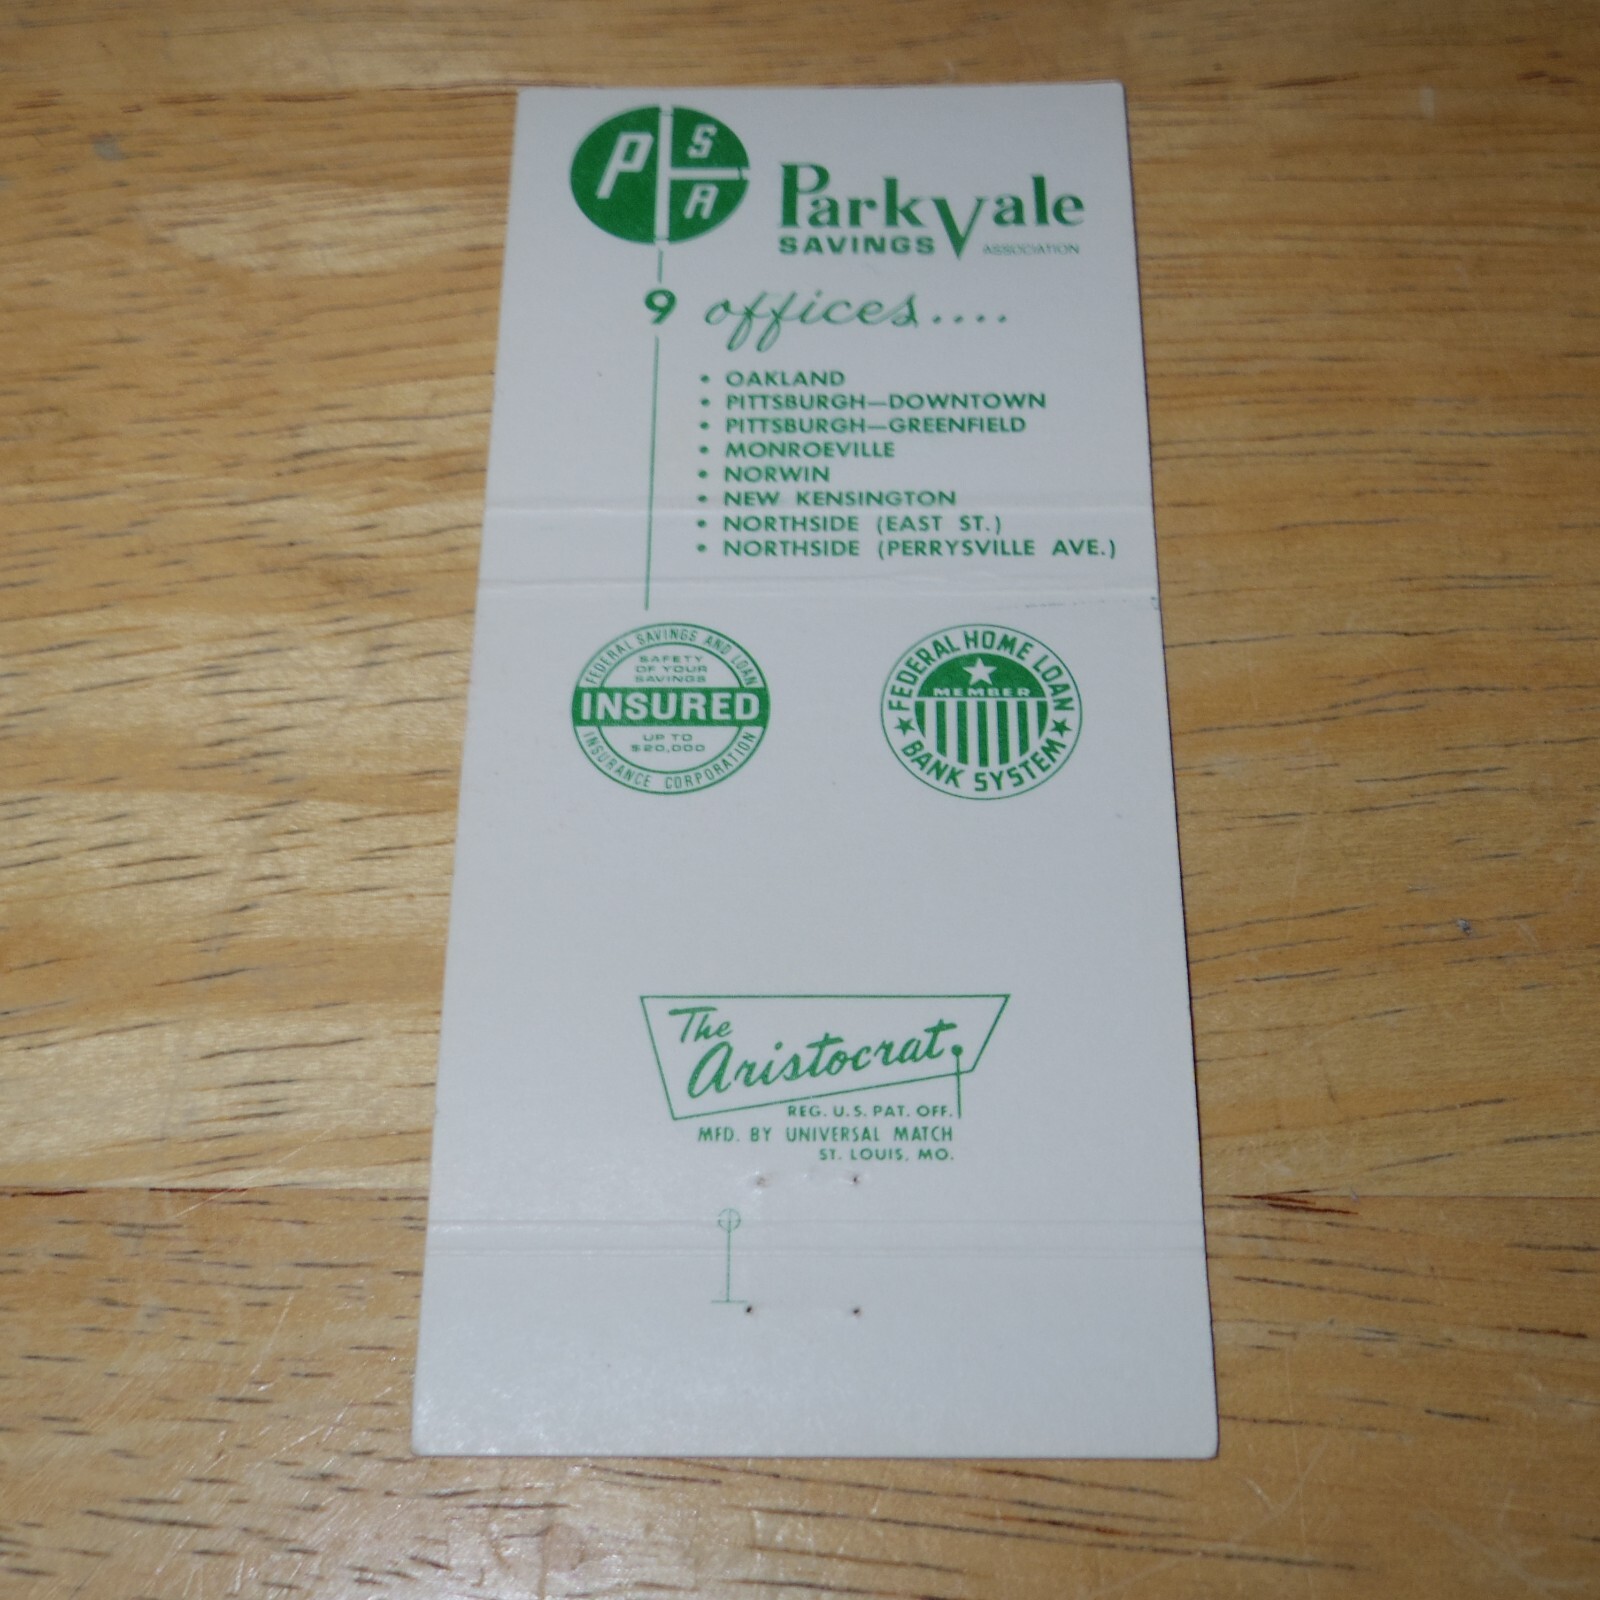 P S A
ParkVale
SAVINGS ASSOCIATION
9 offices....
• OAKLAND
• PITTSBURGH—DOWNTOWN
• PITTSBURGH—GREENFIELD
• MONROEVILLE
• NORWIN
• NEW KENSINGTON
• NORTHSIDE (EAST ST.)
• NORTHSIDE (PERRYSVILLE AVE.)
FEDERAL SAVINGS AND LOAN
SAFETY
OF YOUR
SAVINGS
INSURED
UP TO
$20,000
INSURANCE CORPORATION
FEDERAL HOME LOAN
MEMBER
BANK SYSTEM
The
Aristocrat
REG. U.S. PAT. OFF.
MFD. BY UNIVERSAL MATCH
ST. LOUIS, MO.